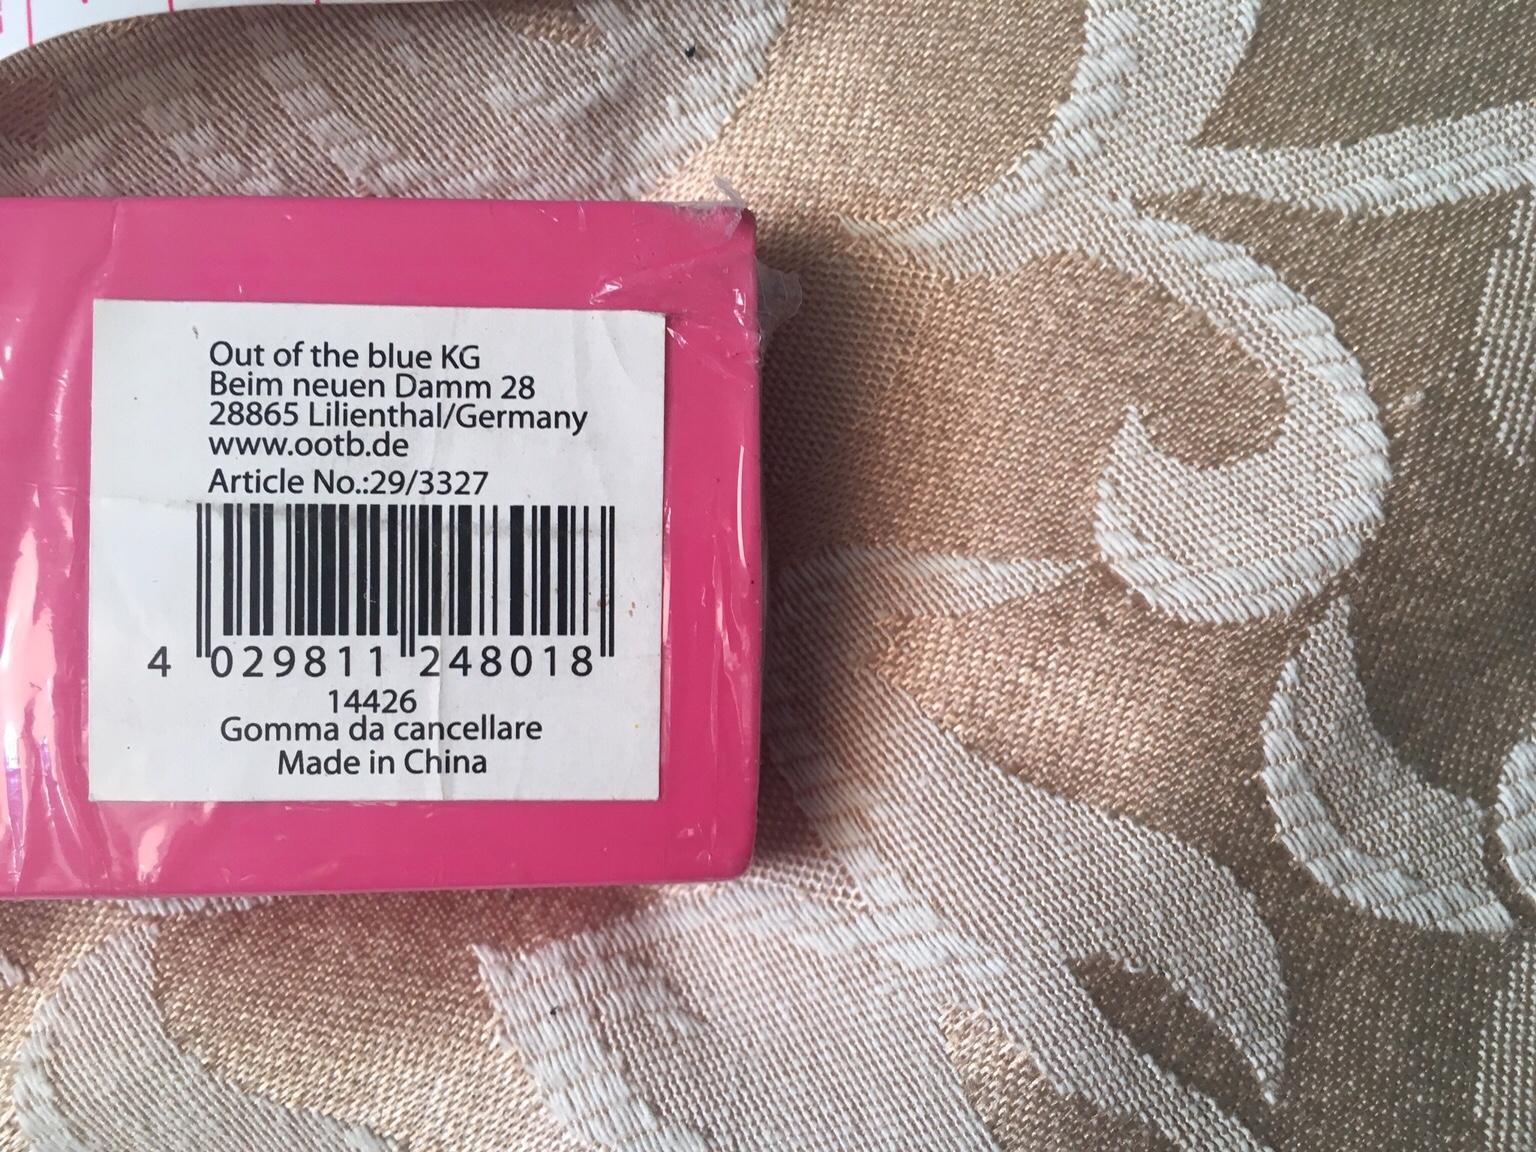 Out of the blue KG
Beim neuen Damm 28
28865 Lilienthal/Germany
www.ootb.de
Article No.:29/3327
4 029811 248018
14426
Gomma da cancellare
Made in China